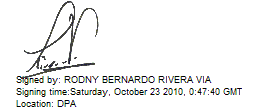 Signed by: RODNY BERNARDO RIVERA VIA
Signing time:Saturday, October 23 2010, 0:47:40 GMT
Location: DPA